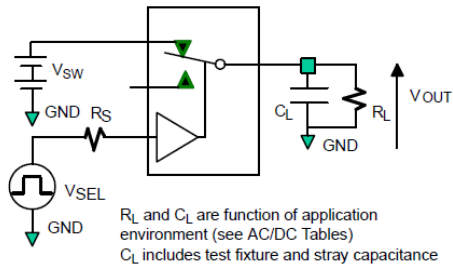 VSW
GND
RS
CL
RL
VOUT
GND
VSEL
GND
RL and CL are function of application
environment (see AC/DC Tables)
CL includes test fixture and stray capacitance